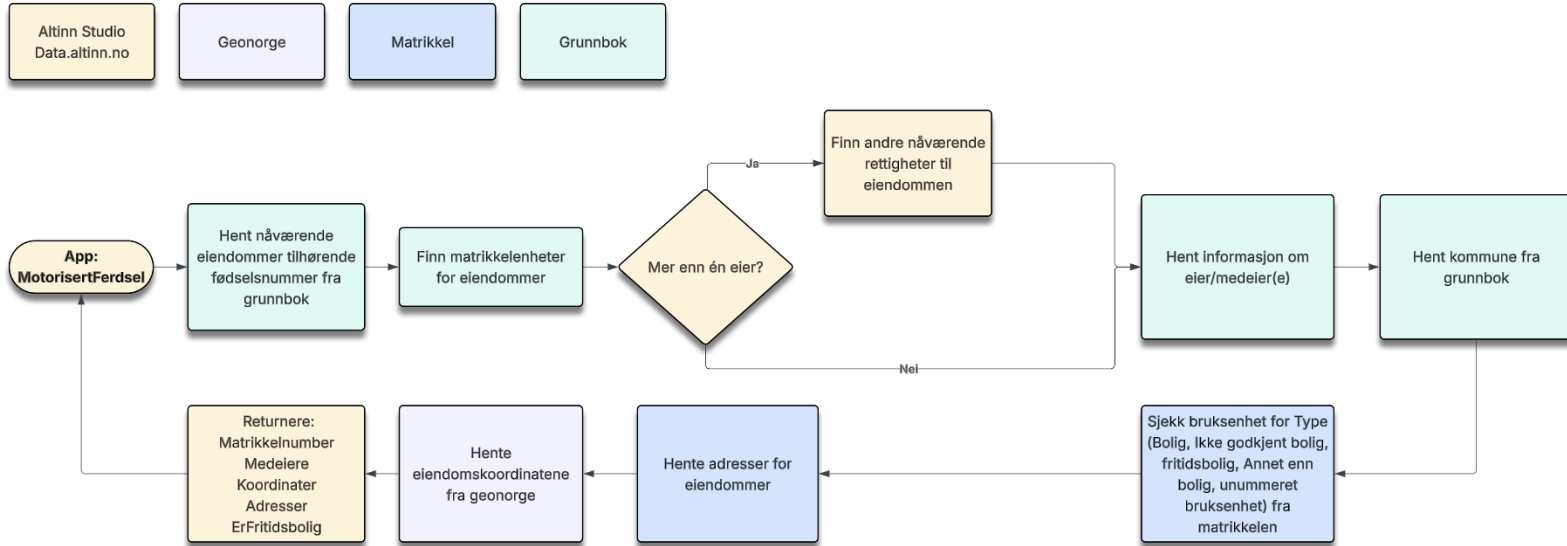 Altinn Studio
Data.altinn.no
Geonorge
Matrikkel
Grunnbok
App:
MotorisertFerdsel
Hent nåværende
eiendommer tilhørende
fødselsnummer fra
grunnbok
Finn matrikkelenheter
for eiendommer
Mer enn én eier?
Ja
Finn andre nåværende
rettigheter til
eiendommen
Nei
Hent informasjon om
eier/medeier(e)
Hent kommune fra
grunnbok
Sjekk bruksenhet for Type
(Bolig, Ikke godkjent bolig,
fritidsbolig, Annet enn
bolig, unummeret
bruksenhet) fra
matrikkelen
Hente adresser for
eiendommer
Hente
eiendomskoordinatene
fra geonorge
Returnere:
Matrikkelnumber
Medeiere
Koordinater
Adresser
ErFritidsbolig